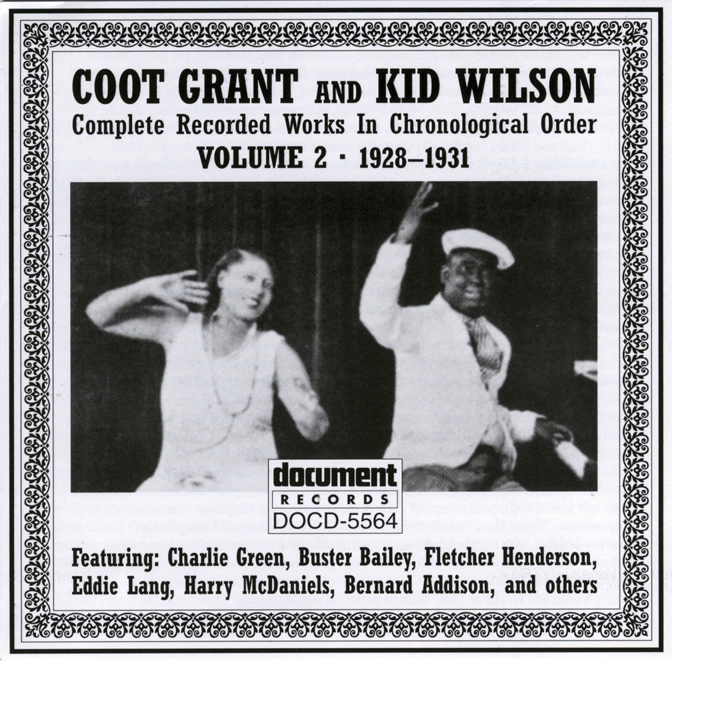 COOT GRANT AND KID WILSON
Complete Recorded Works In Chronological Order
VOLUME 2 · 1928–1931
document
RECORDS
DOCD-5564
Featuring: Charlie Green, Buster Bailey, Fletcher Henderson,
Eddie Lang, Harry McDaniels, Bernard Addison, and others